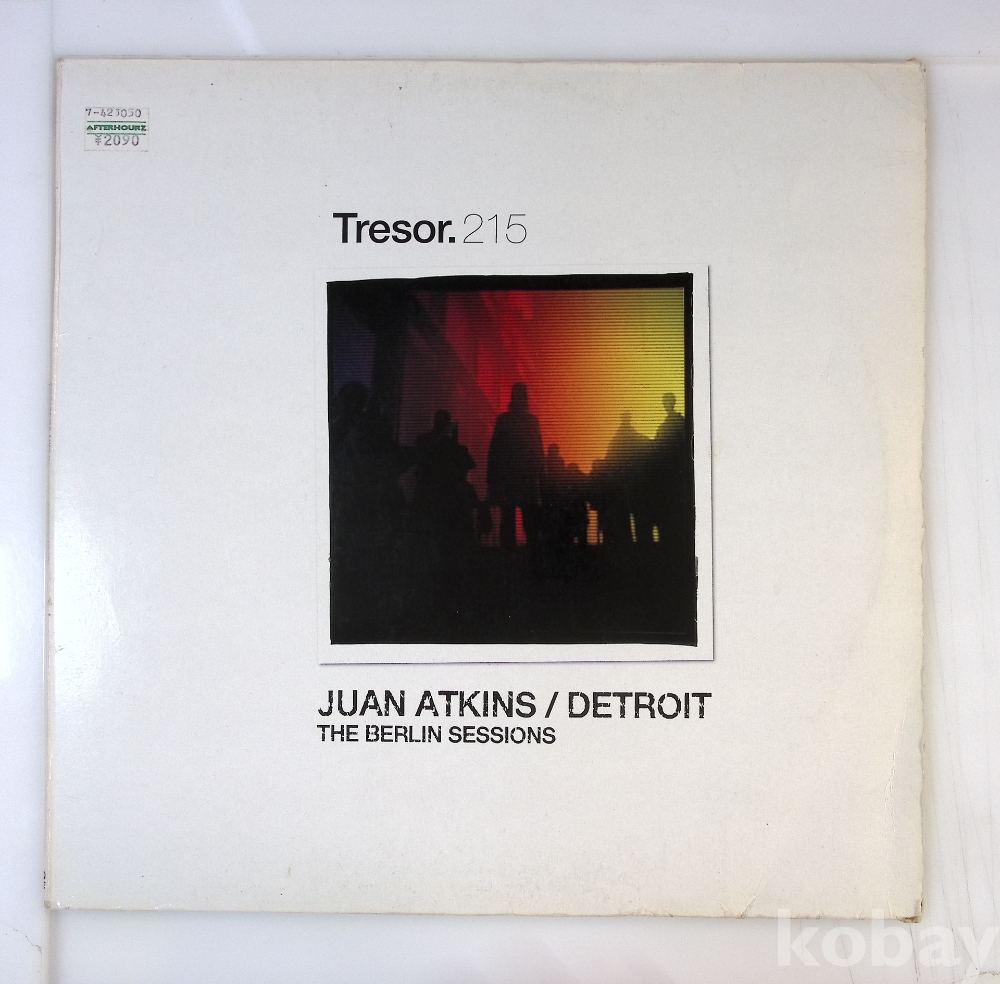 7-423050
AFTERHOURZ
¥2090
Tresor.215
JUAN ATKINS / DETROIT
THE BERLIN SESSIONS
kobay